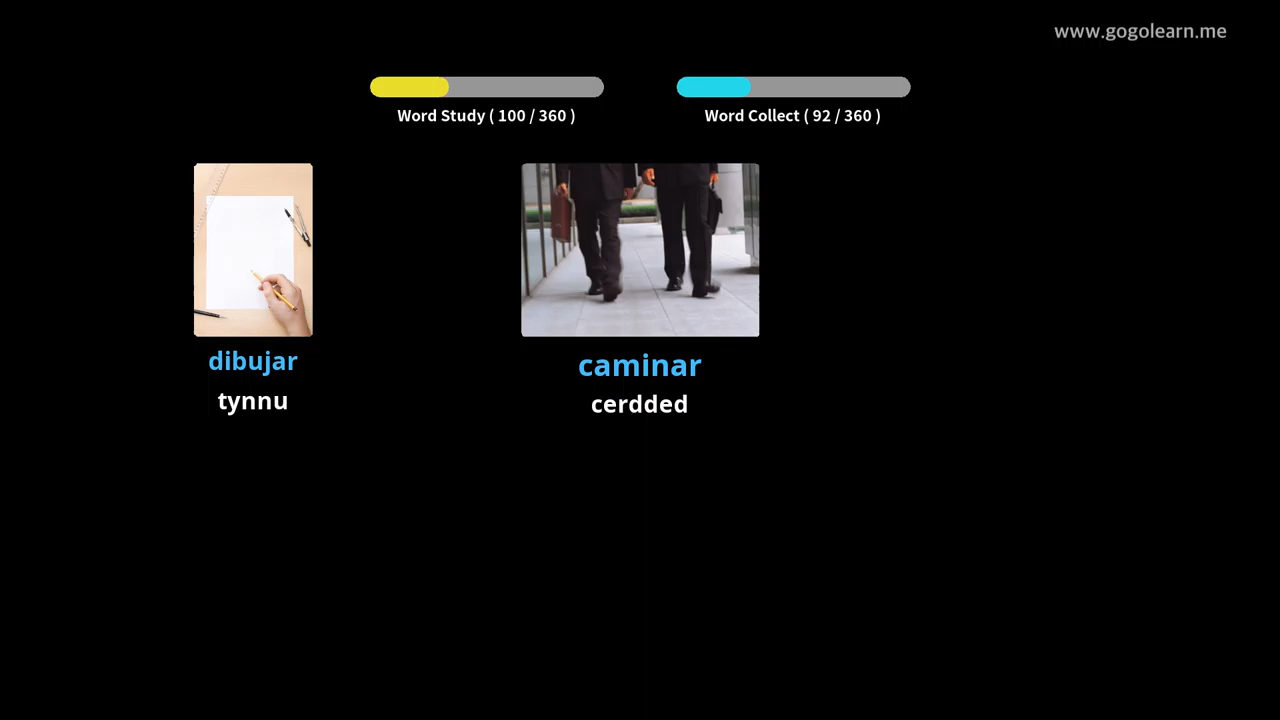 www.gogolearn.me
Word Study ( 100 / 360 )
Word Collect ( 92 / 360 )
dibujar
tynnu
caminar
cerdded